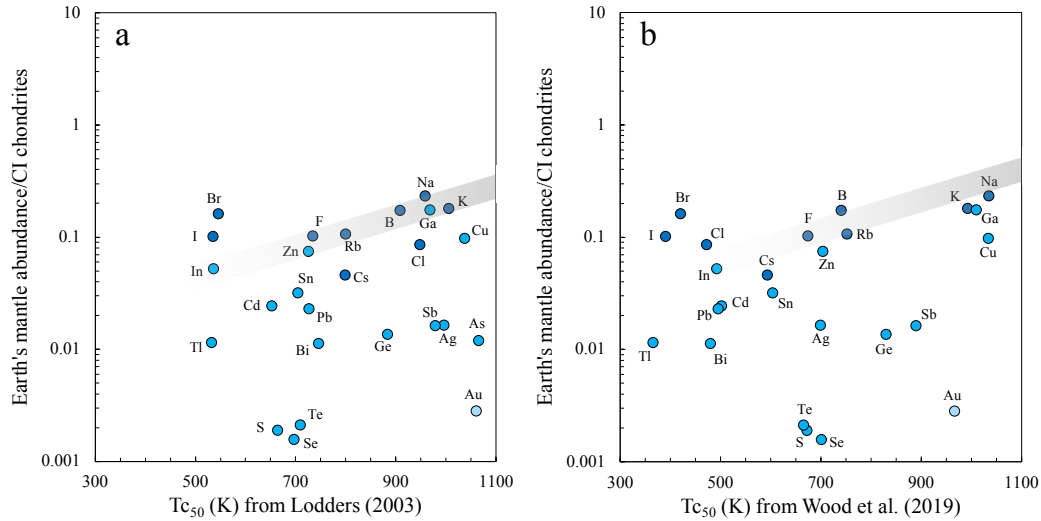 a
Earth's mantle abundance/CI chondrites
10
1
0.1
0.01
0.001
Br
I
In
Tl
F
Zn
Sn
Cd
Pb
Bi
S
Te
Se
Rb
Cs
B
Na
Ga
K
Cl
Cu
Sb
Ag
As
Ge
Au
300
500
700
900
1100
Tc50 (K) from Lodders (2003)
b
Earth's mantle abundance/CI chondrites
10
1
0.1
0.01
0.001
Br
I
Cl
In
Pb
Cd
Tl
Bi
Cs
Sn
F
B
Rb
Zn
Ag
Te
S
Se
Ge
Sb
K
Na
Ga
Cu
Au
300
500
700
900
1100
Tc50 (K) from Wood et al. (2019)